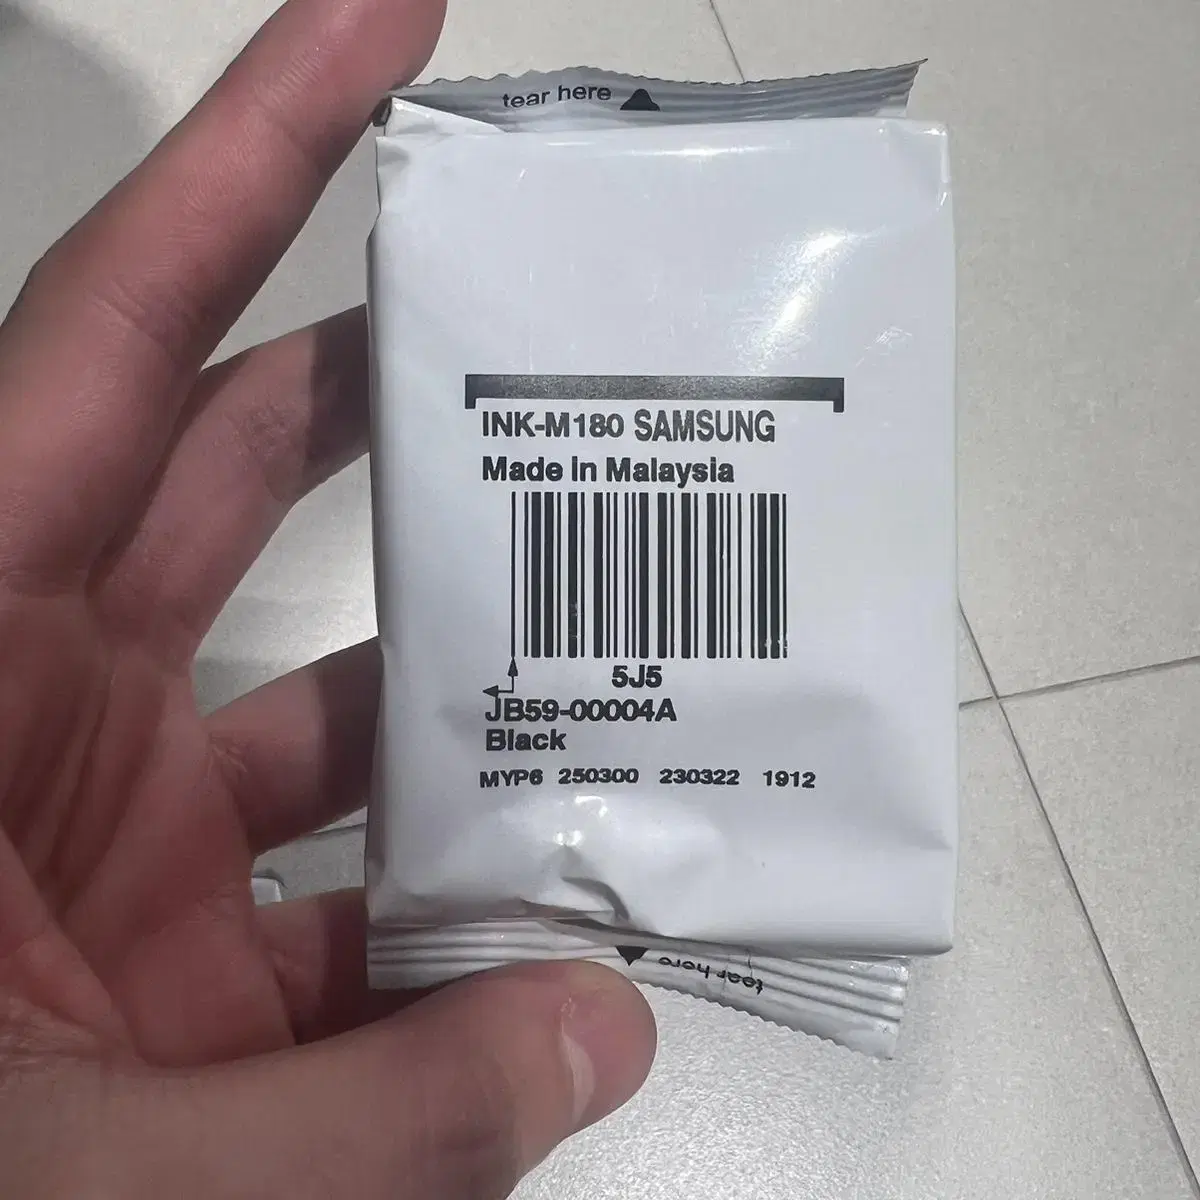 tear here
INK-M180 SAMSUNG
Made in Malaysia
5J5
JB59-00004A
Black
MYP6 250300 230322 1912
tear here